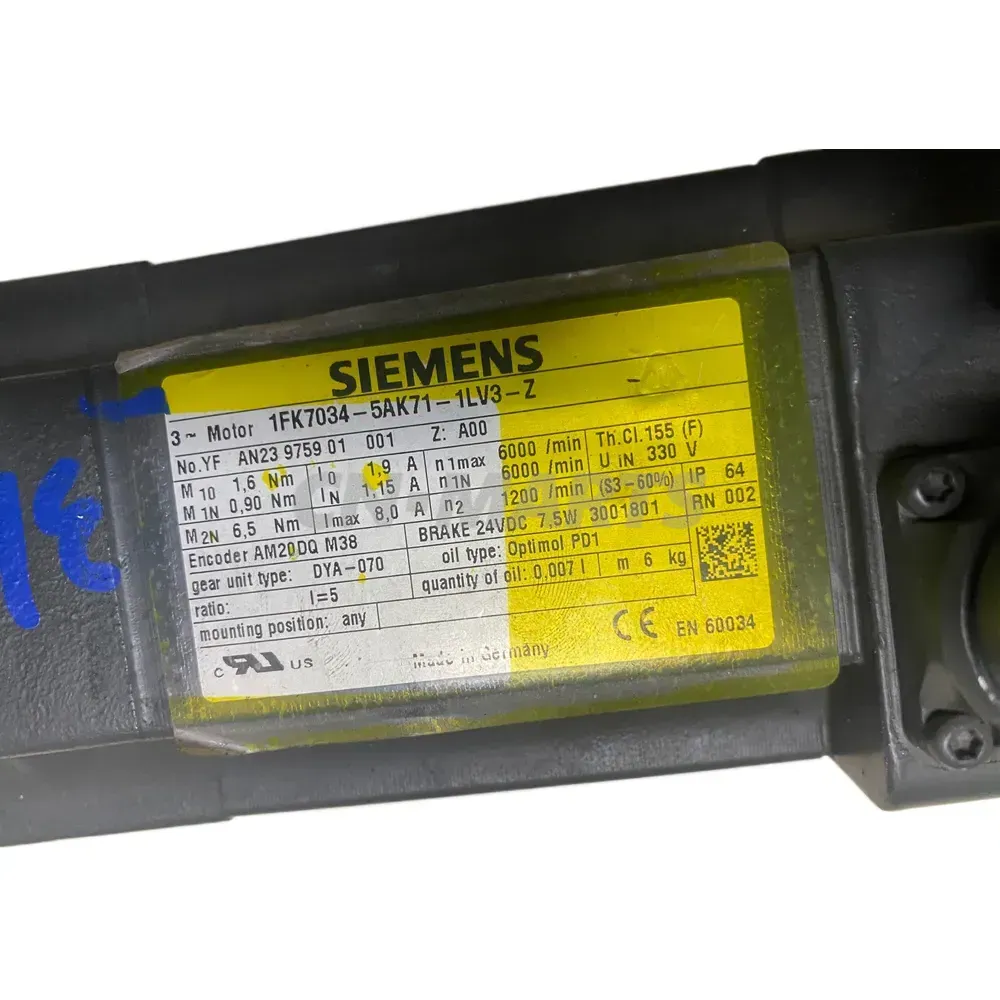 SIEMENS
3~ Motor 1FK7034-5AK71-1LV3-Z
No.YF AN23 9759 01 001 Z: A00
M10 1,6 Nm I0 1,9 A n1max 6000 /min Th.Cl.155 (F)
M1N 0,90 Nm IN 1,15 A n1N 6000 /min U IN 330 V
M2N 6,5 Nm Imax 8,0 A n2 1200 /min (S3-60%) IP 64
Encoder AM20DQ M38 BRAKE 24VDC 7,5W 3001801 RN 002
gear unit type: DYA-070 oil type: Optimol PD1
ratio: I=5 quantity of oil: 0,007 l m 6 kg
mounting position: any
CE EN 60034
c RU US Made in Germany